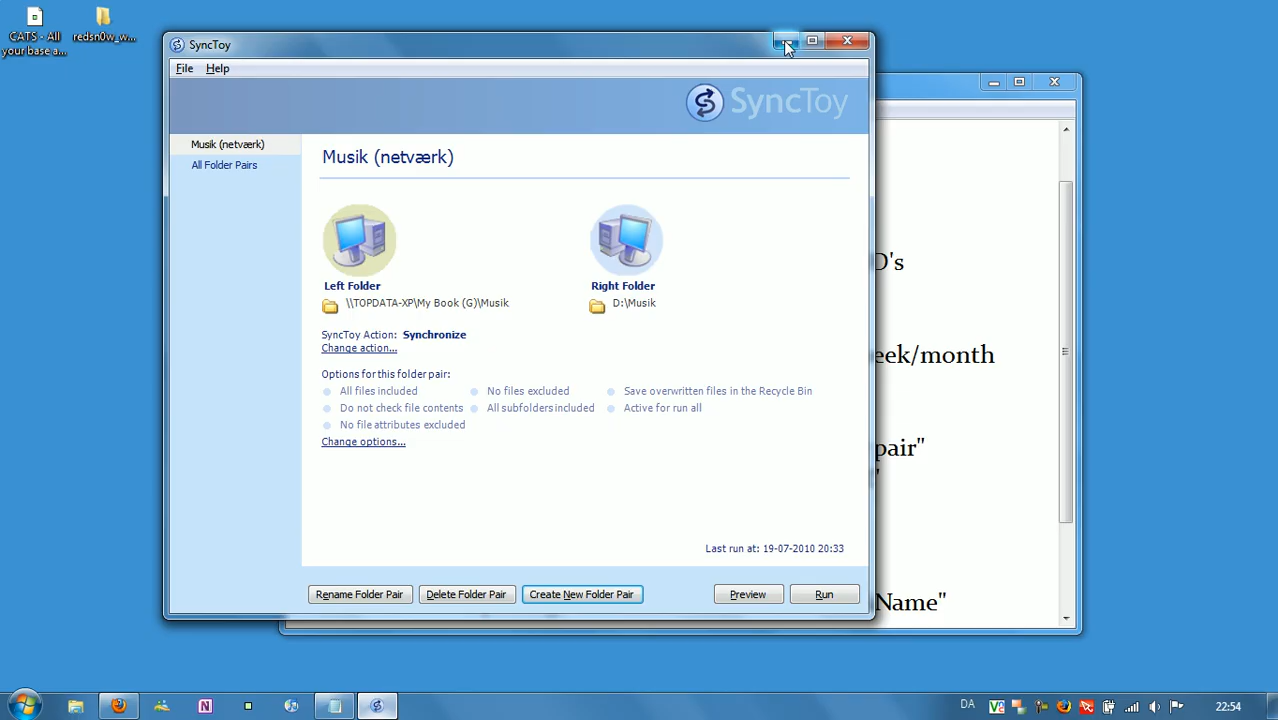 CATS - All
your base a...
redsn0w_w...
SyncToy
File Help
SyncToy
Musik (netværk)
All Folder Pairs
Musik (netværk)
Left Folder
\\TOPDATA-XP\My Book (G)\Musik
Right Folder
D:\Musik
SyncToy Action: Synchronize
Change action...
Options for this folder pair:
All files included
No files excluded
Save overwritten files in the Recycle Bin
Do not check file contents
All subfolders included
Active for run all
No file attributes excluded
Change options...
Last run at: 19-07-2010 20:33
Rename Folder Pair
Delete Folder Pair
Create New Folder Pair
Preview
Run
D's
eek/month
pair"
"
Name"
DA
22:54